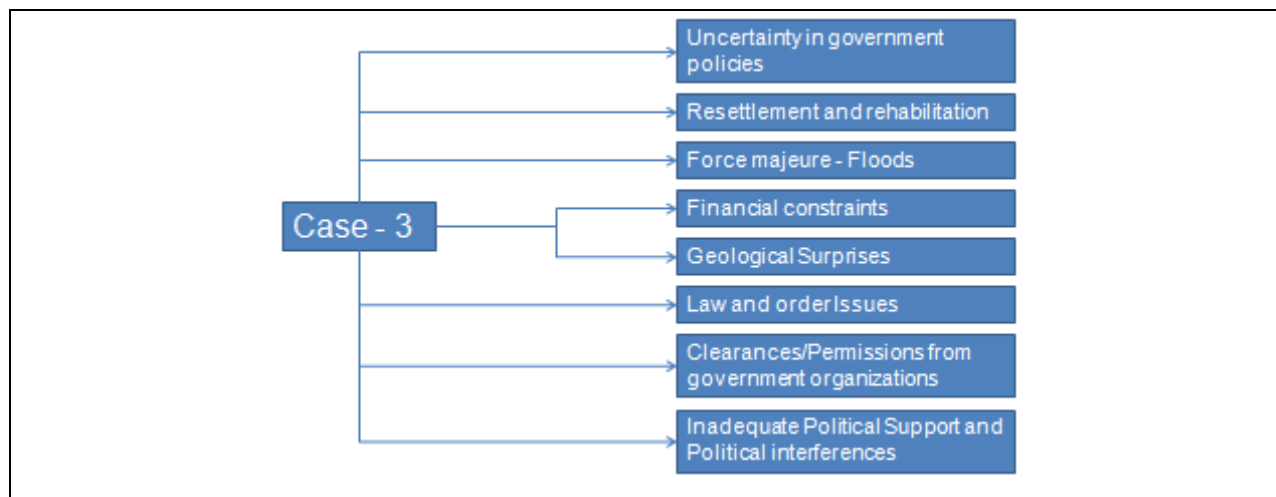 Uncertainty in government
policies
Resettlement and rehabilitation
Force majeure - Floods
Case - 3
Financial constraints
Geological Surprises
Law and order Issues
Clearances/Permissions from
government organizations
Inadequate Political Support and
Political interferences